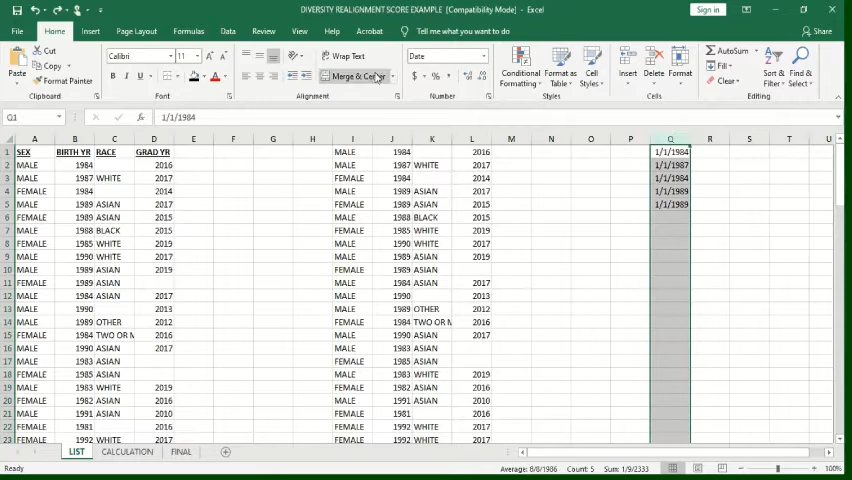 DIVERSITY REALIGNMENT SCORE EXAMPLE [Compatibility Mode] - Excel
Sign in
File Home Insert Page Layout Formulas Data Review View Help Acrobat Tell me what you want to do Share
Cut
Copy
Format Painter
Paste
Clipboard
Calibri 11
Font
Wrap Text
Merge & Center
Alignment
Date
Number
Conditional Formatting
Format as Table
Cell Styles
Styles
Insert Delete Format
Cells
AutoSum
Fill
Clear
Sort & Filter
Find & Select
Editing
Q1 1/1/1984
A B C D E F G H I J K L M N O P Q R S T U
1 SEX BIRTH YR RACE GRAD YR MALE 1984 2016 1/1/1984
2 MALE 1984 2016 MALE 1987 WHITE 2017 1/1/1987
3 MALE 1987 WHITE 2017 FEMALE 1984 2014 1/1/1984
4 FEMALE 1984 2014 MALE 1989 ASIAN 2017 1/1/1989
5 MALE 1989 ASIAN 2017 FEMALE 1989 ASIAN 2015 1/1/1989
6 FEMALE 1989 ASIAN 2015 MALE 1988 BLACK 2015
7 MALE 1988 BLACK 2015 FEMALE 1985 WHITE 2019
8 FEMALE 1985 WHITE 2019 MALE 1990 WHITE 2017
9 MALE 1990 WHITE 2017 MALE 1989 ASIAN 2019
10 MALE 1989 ASIAN 2019 FEMALE 1989 ASIAN
11 FEMALE 1989 ASIAN MALE 1984 ASIAN 2017
12 MALE 1984 ASIAN 2017 MALE 1990 2013
13 MALE 1990 2013 MALE 1989 OTHER 2012
14 MALE 1989 OTHER 2012 FEMALE 1984 TWO OR M 2016
15 FEMALE 1984 TWO OR M 2016 MALE 1990 ASIAN 2017
16 MALE 1990 ASIAN 2017 MALE 1983 ASIAN
17 MALE 1983 ASIAN FEMALE 1985 ASIAN
18 FEMALE 1985 ASIAN MALE 1983 WHITE 2019
19 MALE 1983 WHITE 2019 FEMALE 1982 ASIAN 2016
20 FEMALE 1982 ASIAN 2016 MALE 1991 ASIAN 2010
21 MALE 1991 ASIAN 2010 FEMALE 1981 2016
22 FEMALE 1981 2016 FEMALE 1992 WHITE 2017
23 FEMALE 1992 WHITE 2017 MALE 1984 WHITE 2017
LIST CALCULATION FINAL
Ready Average: 8/8/1986 Count: 5 Sum: 1/9/2333 100%